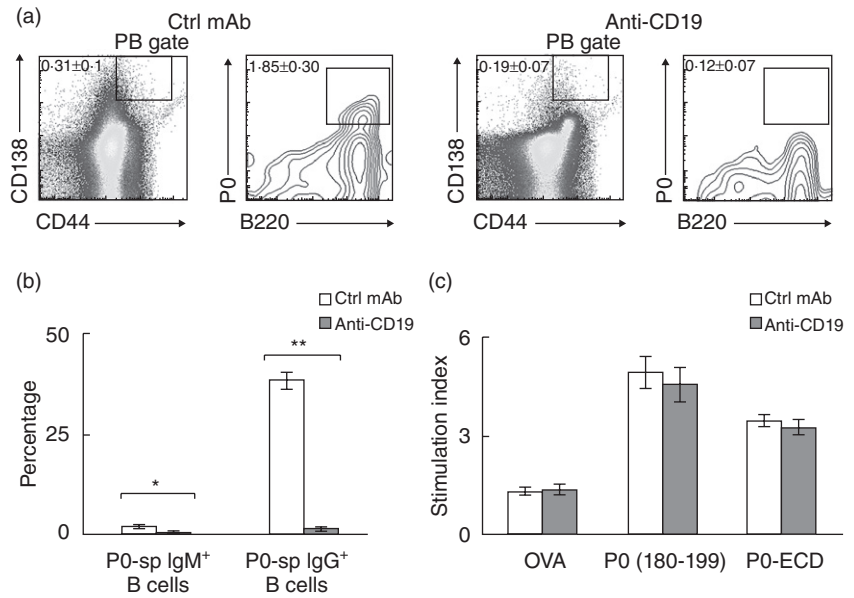 (a)
Ctrl mAb
Anti-CD19
PB gate
PB gate
0·31±0·1
1·85±0·30
0·19±0·07
0·12±0·07
CD138
P0
CD138
P0
CD44
B220
CD44
B220
(b)
Ctrl mAb
Anti-CD19
50
25
0
Percentage
*
**
P0-sp IgM+
B cells
P0-sp IgG+
B cells
(c)
Ctrl mAb
Anti-CD19
6
3
0
Stimulation index
OVA
P0 (180-199)
P0-ECD